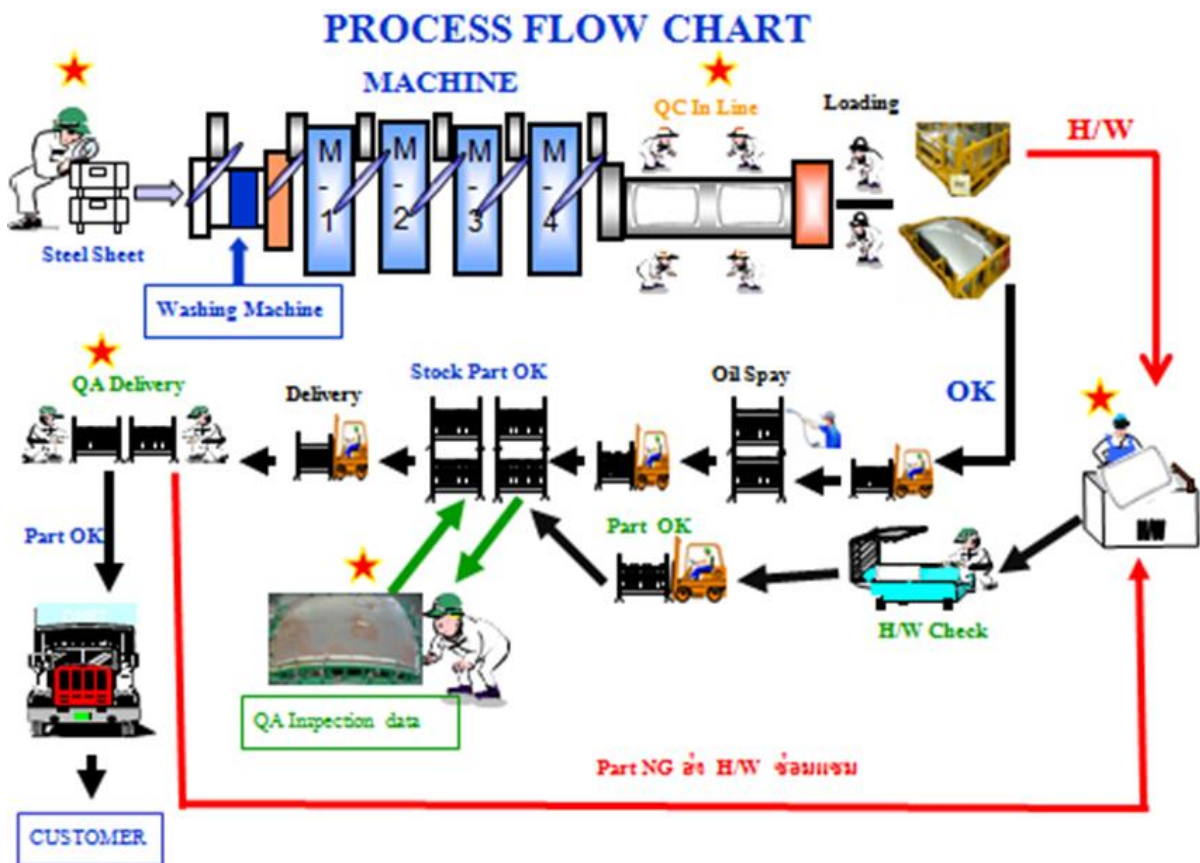 PROCESS FLOW CHART
MACHINE
QC In Line
Loading
H/W
M
-
1
M
-
2
M
-
3
M
-
4
Steel Sheet
Washing Machine
QA Delivery
Stock Part OK
Oil Spay
OK
Delivery
Part OK
Part OK
H/W
H/W Check
QA Inspection data
Part NG ส่ง H/W ซ่อมแซม
CUSTOMER